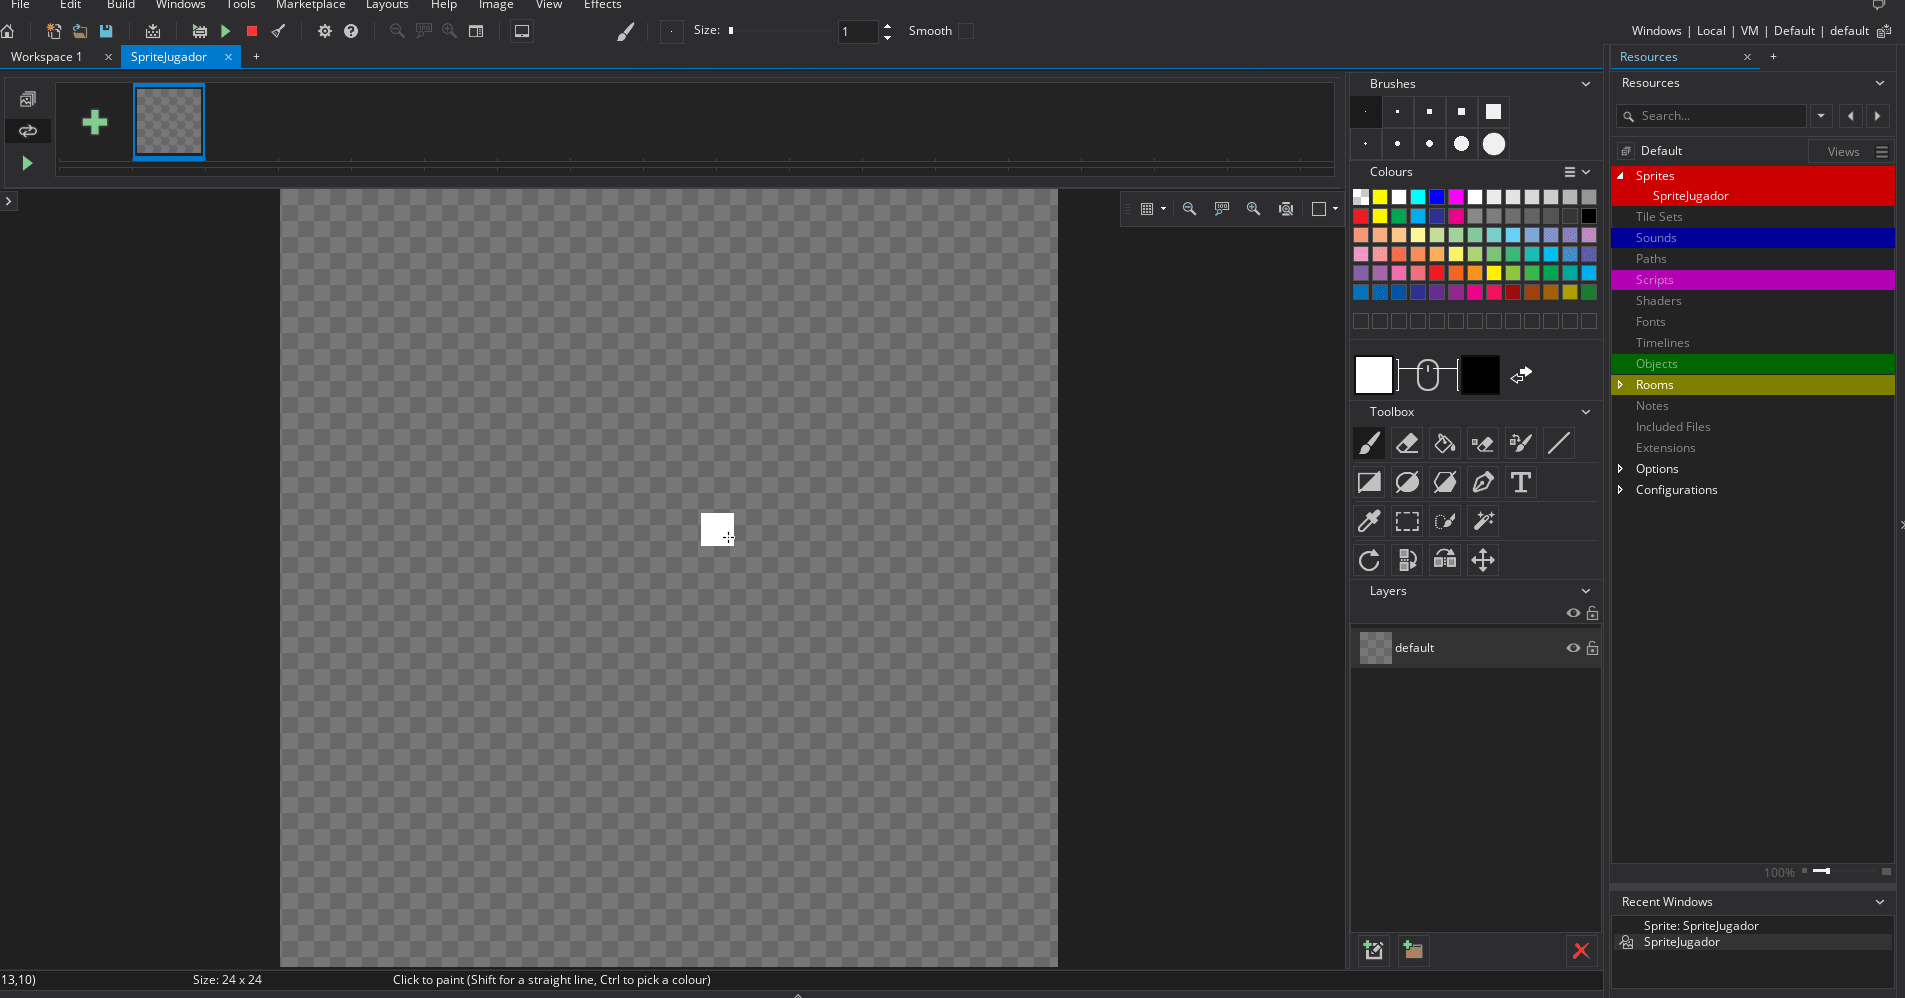 File Edit Build Windows Tools Marketplace Layouts Help Image View Effects
Size: 1 Smooth
Windows | Local | VM | Default | default
Workspace 1 SpriteJugador
Resources
Brushes
Resources
Search...
Default Views
Colours
Sprites
SpriteJugador
Tile Sets
Sounds
Paths
Scripts
Shaders
Fonts
Timelines
Objects
Rooms
Notes
Included Files
Extensions
Options
Configurations
Toolbox
Layers
default
100%
Recent Windows
Sprite: SpriteJugador
SpriteJugador
13,10) Size: 24 x 24 Click to paint (Shift for a straight line, Ctrl to pick a colour)